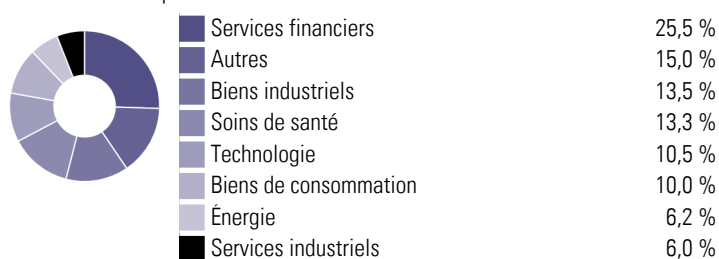 Services financiers 25,5 %
Autres 15,0 %
Biens industriels 13,5 %
Soins de santé 13,3 %
Technologie 10,5 %
Biens de consommation 10,0 %
Énergie 6,2 %
Services industriels 6,0 %